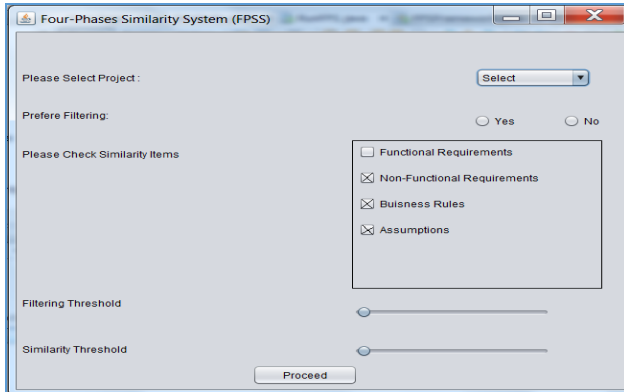 Four-Phases Similarity System (FPSS)
Please Select Project :
Select
Prefere Filtering:
Yes
No
Please Check Similarity Items
Functional Requirements
Non-Functional Requirements
Buisness Rules
Assumptions
Filtering Threshold
Similarity Threshold
Proceed